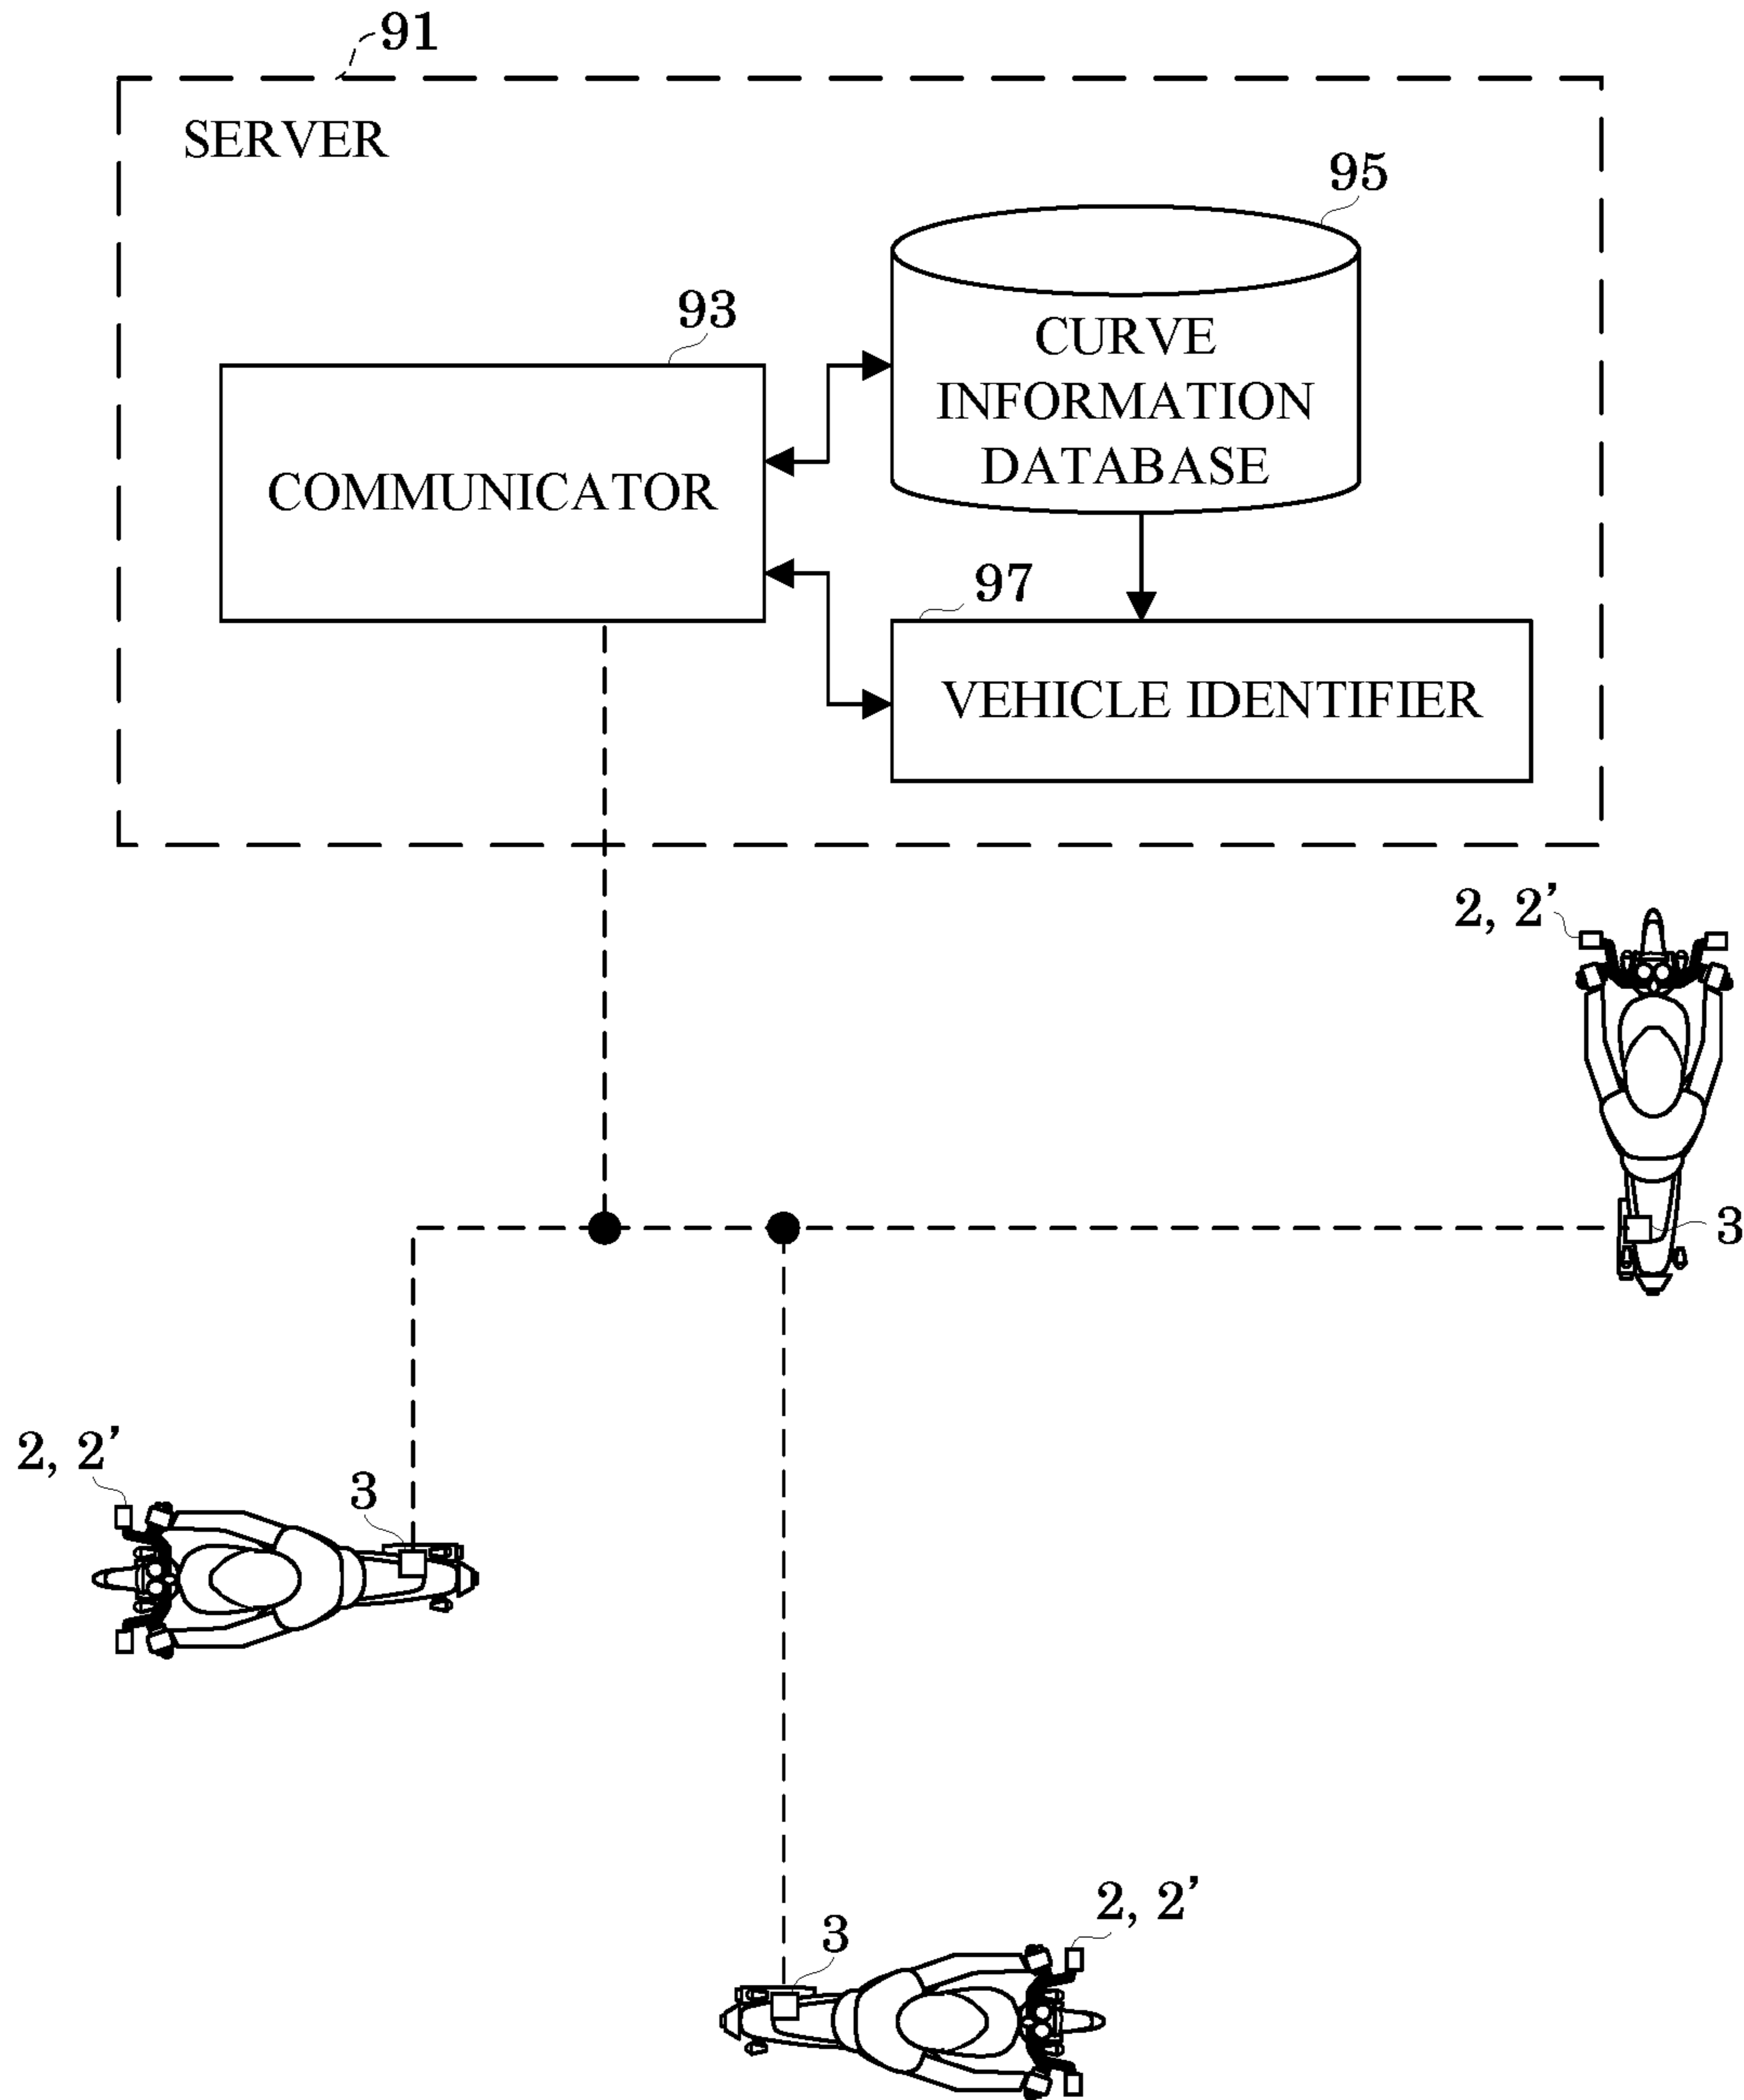 91
SERVER
95
93
CURVE
INFORMATION
DATABASE
COMMUNICATOR
97
VEHICLE IDENTIFIER
2, 2’
3
2, 2’
3
2, 2’
3